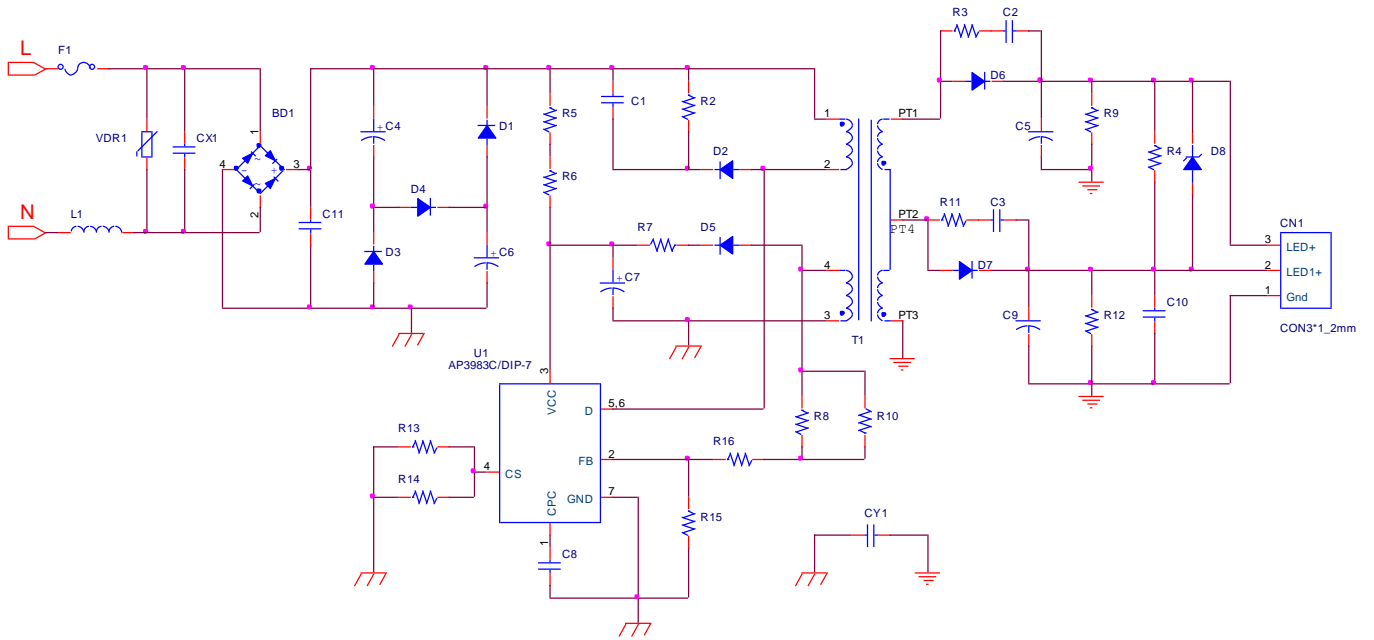 L
F1
R3
C2
D6
BD1
VDR1
CX1
1
4
3
2
C4
D1
R5
C1
R2
D2
1
2
PT1
C5
R9
R4
D8
N
L1
C11
D4
R6
D3
C6
R7
D5
C7
4
3
T1
PT2
PT4
R11
C3
D7
PT3
C9
R12
C10
CN1
3
LED+
2
LED1+
1
Gnd
CON3*1_2mm
U1
AP3983C/DIP-7
3
VCC
D
5,6
R8
R10
R13
R14
4
CS
FB
2
R16
GND
7
CPC
1
R15
C8
CY1